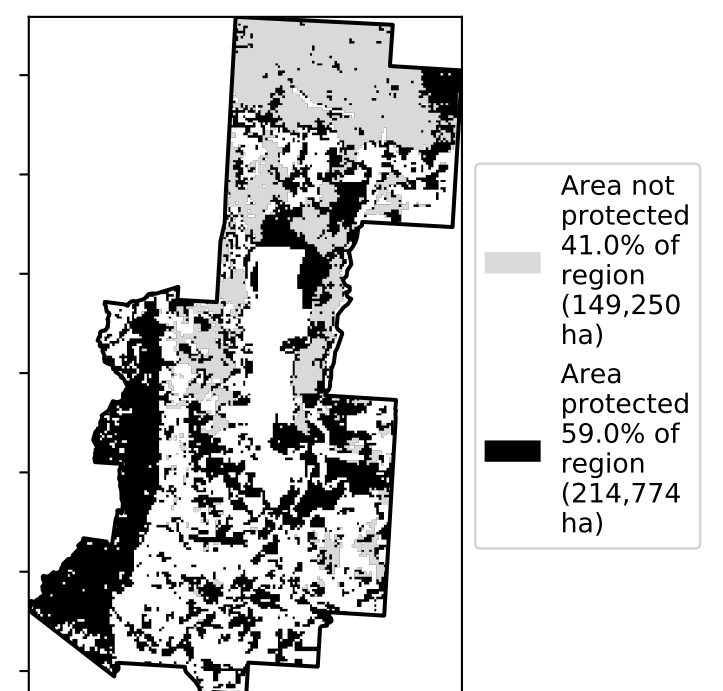 Area not
protected
41.0% of
region
(149,250
ha)
Area
protected
59.0% of
region
(214,774
ha)